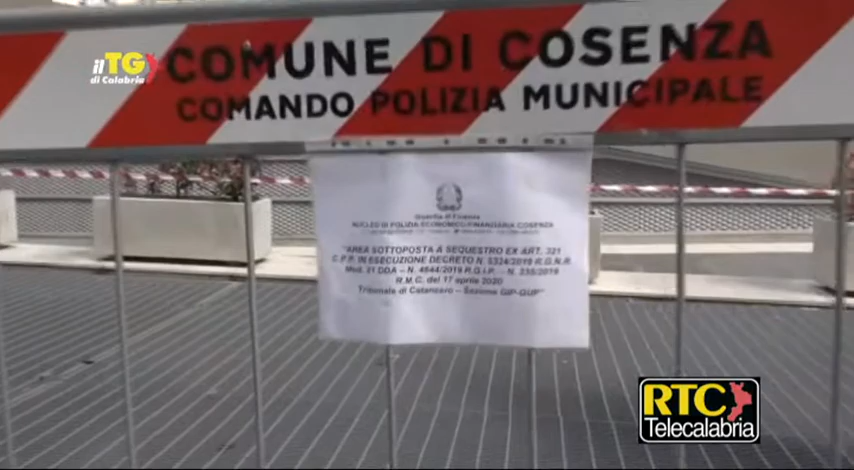 il TG
di Calabria
COMUNE DI COSENZA
COMANDO POLIZIA MUNICIPALE
Guardia di Finanza
NUCLEO DI POLIZIA ECONOMICO-FINANZIARIA COSENZA
"AREA SOTTOPOSTA A SEQUESTRO EX ART. 321
C.P.P. IN ESECUZIONE DECRETO N. 5324/2019 R.G.N.R.
Mod. 21 DDA – N. 4644/2019 R.G.I.P. – N. 235/2019
R.M.C. del 17 aprile 2020
Tribunale di Catanzaro – Sezione GIP-GUP"
RTC
Telecalabria